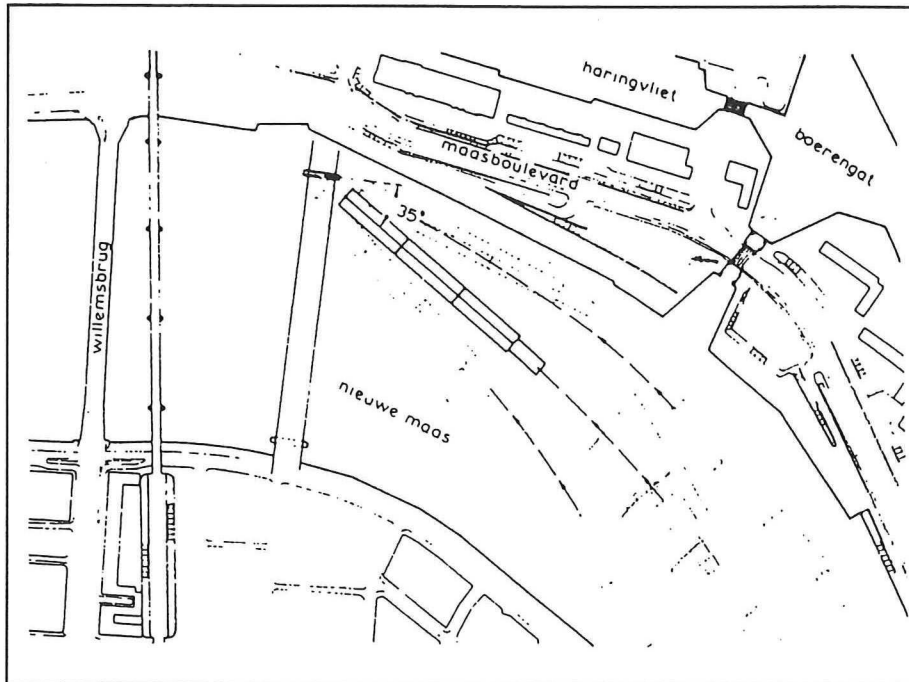 haringvliet
boerengat
maasboulevard
35°
willemsbrug
nieuwe maas